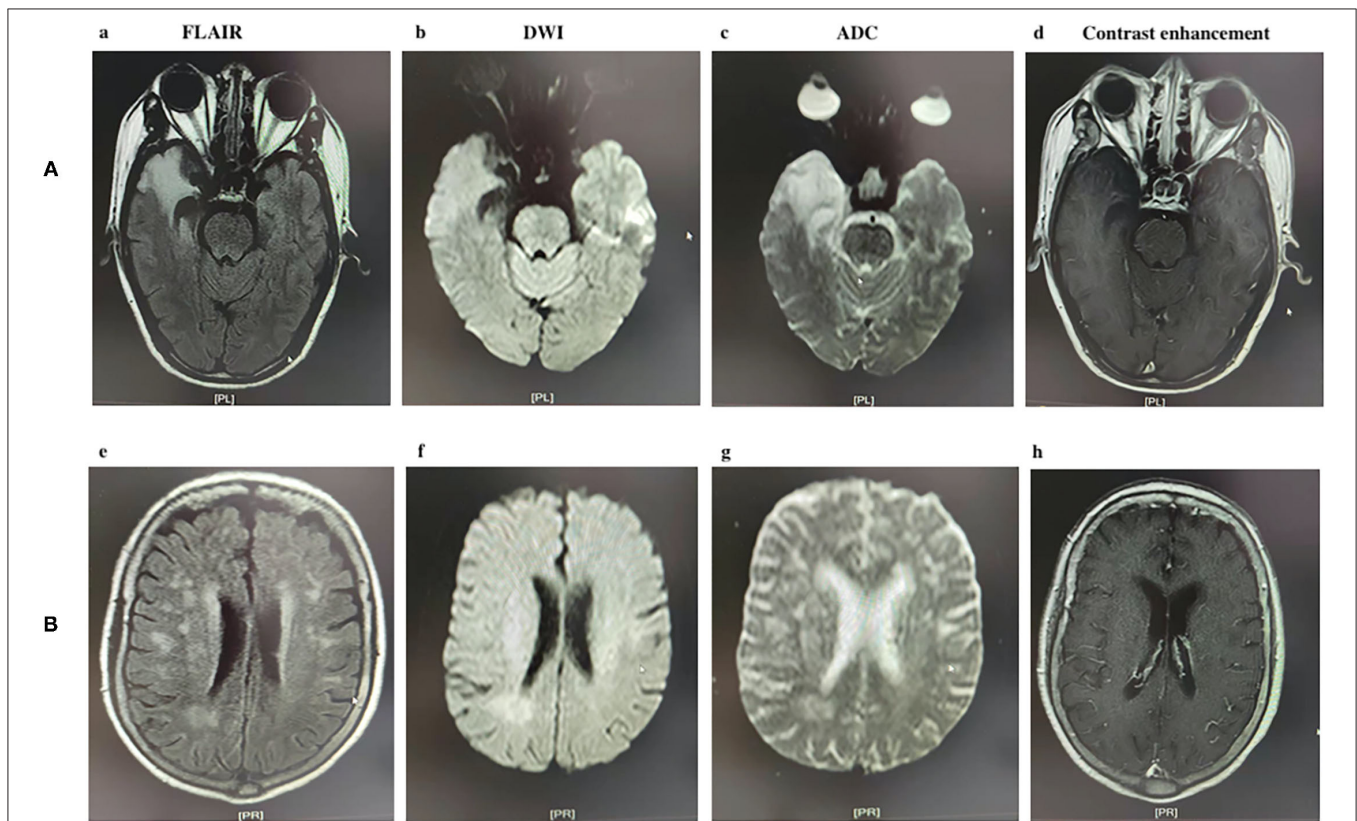 a FLAIR b DWI c ADC d Contrast enhancement
A
[PL] [PL] [PL] [PL]
e f g h
B
[PR] [PR] [PR] [PR]